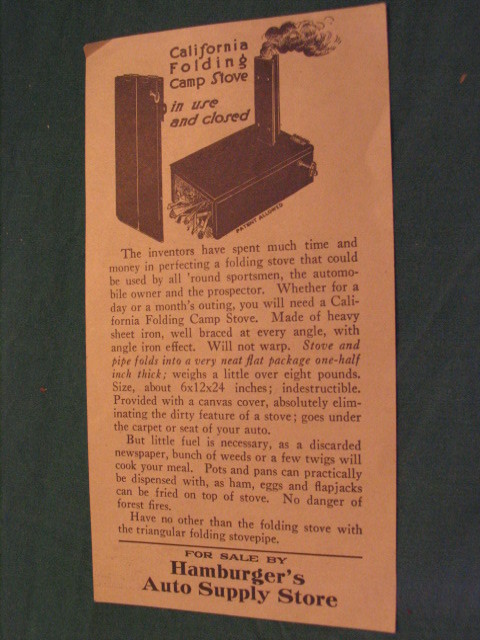 California
Folding
Camp Stove
in use
and closed
PATENT ALLOWED
The inventors have spent much time and
money in perfecting a folding stove that could
be used by all 'round sportsmen, the automo-
bile owner and the prospector. Whether for a
day or a month's outing, you will need a Cali-
fornia Folding Camp Stove. Made of heavy
sheet iron, well braced at every angle, with
angle iron effect. Will not warp. Stove and
pipe folds into a very neat flat package one-half
inch thick; weighs a little over eight pounds.
Size, about 6x12x24 inches; indestructible.
Provided with a canvas cover, absolutely elim-
inating the dirty feature of a stove; goes under
the carpet or seat of your auto.
But little fuel is necessary, as a discarded
newspaper, bunch of weeds or a few twigs will
cook your meal. Pots and pans can practically
be dispensed with, as ham, eggs and flapjacks
can be fried on top of stove. No danger of
forest fires.
Have no other than the folding stove with
the triangular folding stovepipe.
FOR SALE BY
Hamburger's
Auto Supply Store